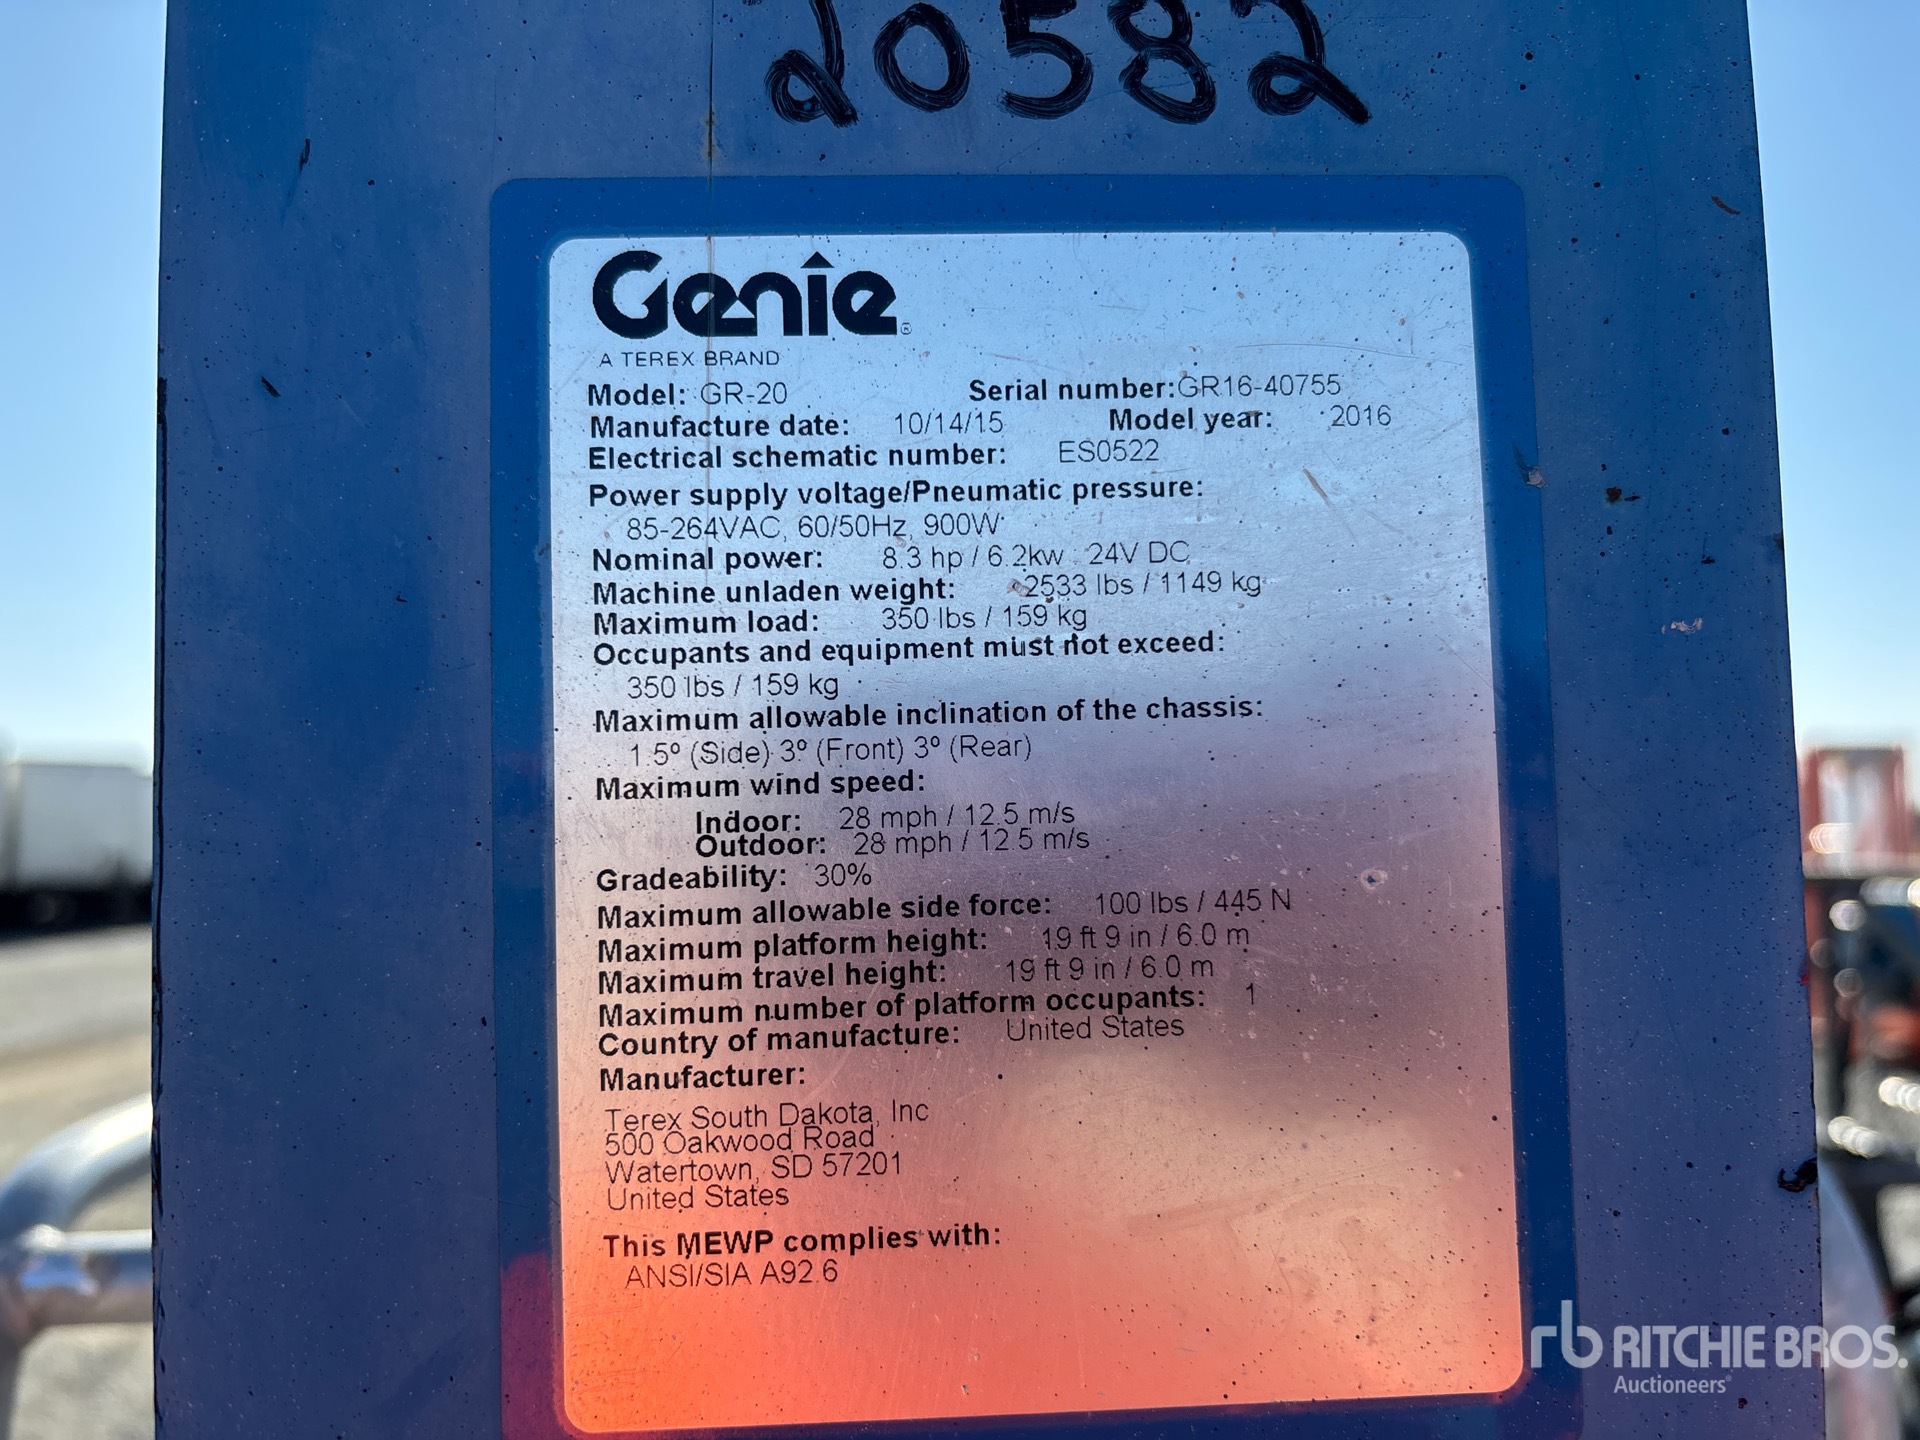 20582
Genie®
A TEREX BRAND
Model: GR-20 Serial number: GR16-40755
Manufacture date: 10/14/15 Model year: 2016
Electrical schematic number: ES0522
Power supply voltage/Pneumatic pressure:
85-264VAC, 60/50Hz, 900W
Nominal power: 8.3 hp / 6.2kw 24V DC
Machine unladen weight: 2533 lbs / 1149 kg
Maximum load: 350 lbs / 159 kg
Occupants and equipment must not exceed:
350 lbs / 159 kg
Maximum allowable inclination of the chassis:
1.5º (Side) 3º (Front) 3º (Rear)
Maximum wind speed:
Indoor: 28 mph / 12.5 m/s
Outdoor: 28 mph / 12.5 m/s
Gradeability: 30%
Maximum allowable side force: 100 lbs / 445 N
Maximum platform height: 19 ft 9 in / 6.0 m
Maximum travel height: 19 ft 9 in / 6.0 m
Maximum number of platform occupants: 1
Country of manufacture: United States
Manufacturer:
Terex South Dakota, Inc
500 Oakwood Road
Watertown, SD 57201
United States
This MEWP complies with:
ANSI/SIA A92.6
rb RITCHIE BROS.
Auctioneers